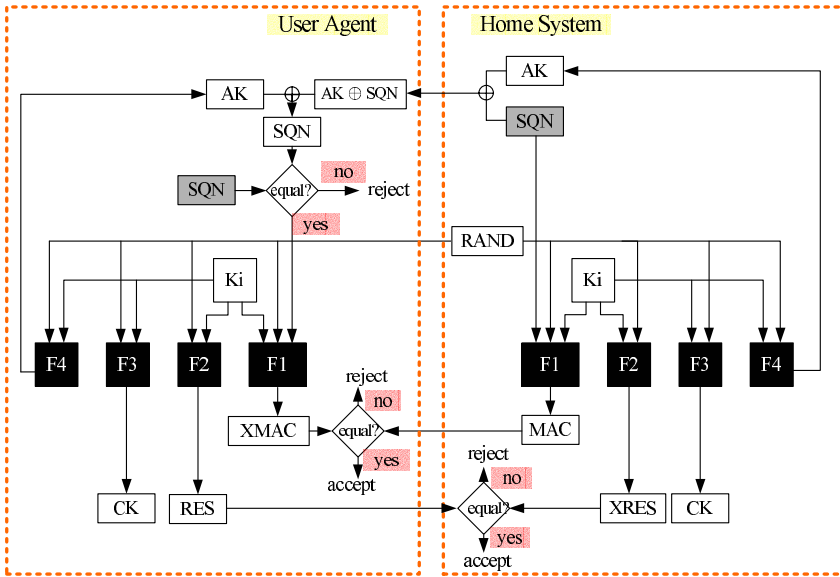 User Agent
Home System
AK
AK ⊕ SQN
AK
SQN
SQN
SQN
equal?
no
reject
yes
RAND
Ki
Ki
F4
F3
F2
F1
F1
F2
F3
F4
reject
no
XMAC
equal?
MAC
yes
accept
reject
no
CK
RES
equal?
XRES
CK
yes
accept